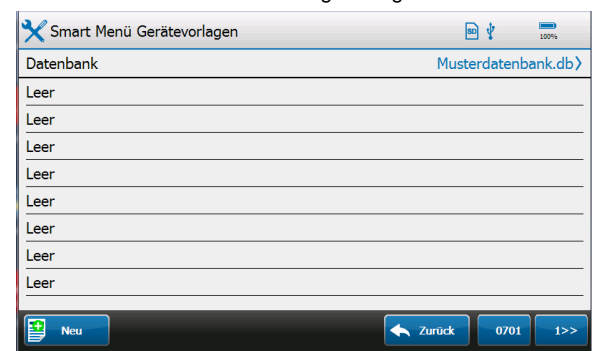 Smart Menü Gerätevorlagen SD 100%
Datenbank Musterdatenbank.db>
Leer
Leer
Leer
Leer
Leer
Leer
Leer
Leer
Neu Zurück 0701 1>>